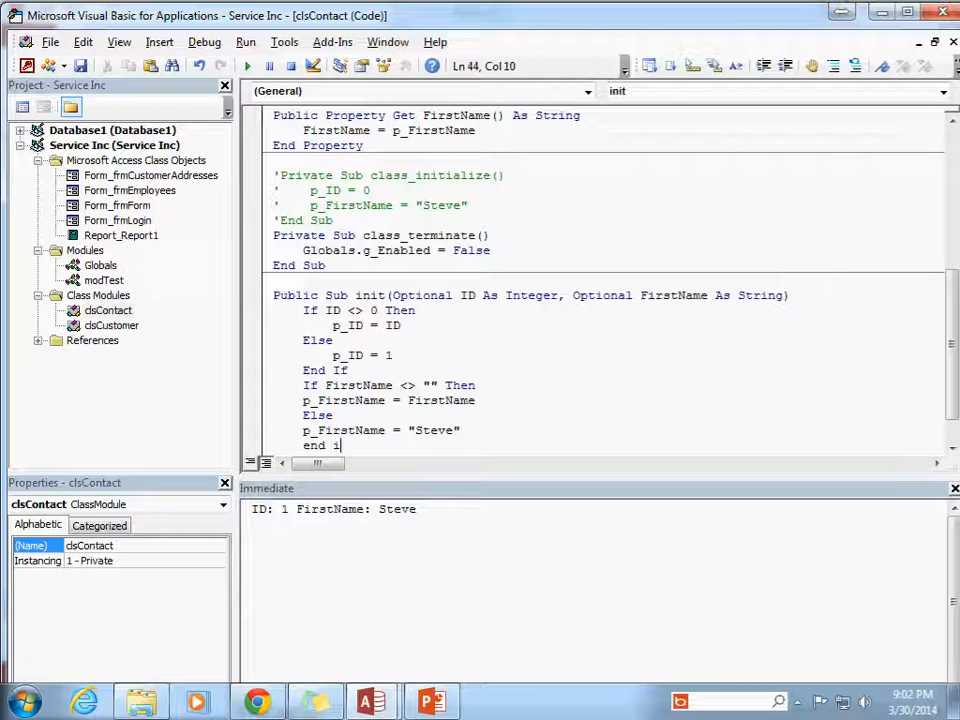 Microsoft Visual Basic for Applications - Service Inc - [clsContact (Code)]
File Edit View Insert Debug Run Tools Add-Ins Window Help
Ln 44, Col 10
Project - Service Inc
(General)
init
Database1 (Database1)
Service Inc (Service Inc)
Microsoft Access Class Objects
Form_frmCustomerAddresses
Form_frmEmployees
Form_frmForm
Form_frmLogin
Report_Report1
Modules
Globals
modTest
Class Modules
clsContact
clsCustomer
References
Public Property Get FirstName() As String
FirstName = p_FirstName
End Property
'Private Sub class_initialize()
' p_ID = 0
' p_FirstName = "Steve"
'End Sub
Private Sub class_terminate()
Globals.g_Enabled = False
End Sub
Public Sub init(Optional ID As Integer, Optional FirstName As String)
If ID <> 0 Then
p_ID = ID
Else
p_ID = 1
End If
If FirstName <> "" Then
p_FirstName = FirstName
Else
p_FirstName = "Steve"
end i
Properties - clsContact
clsContact ClassModule
Alphabetic Categorized
(Name) clsContact
Instancing 1 - Private
Immediate
ID: 1 FirstName: Steve
9:02 PM
3/30/2014